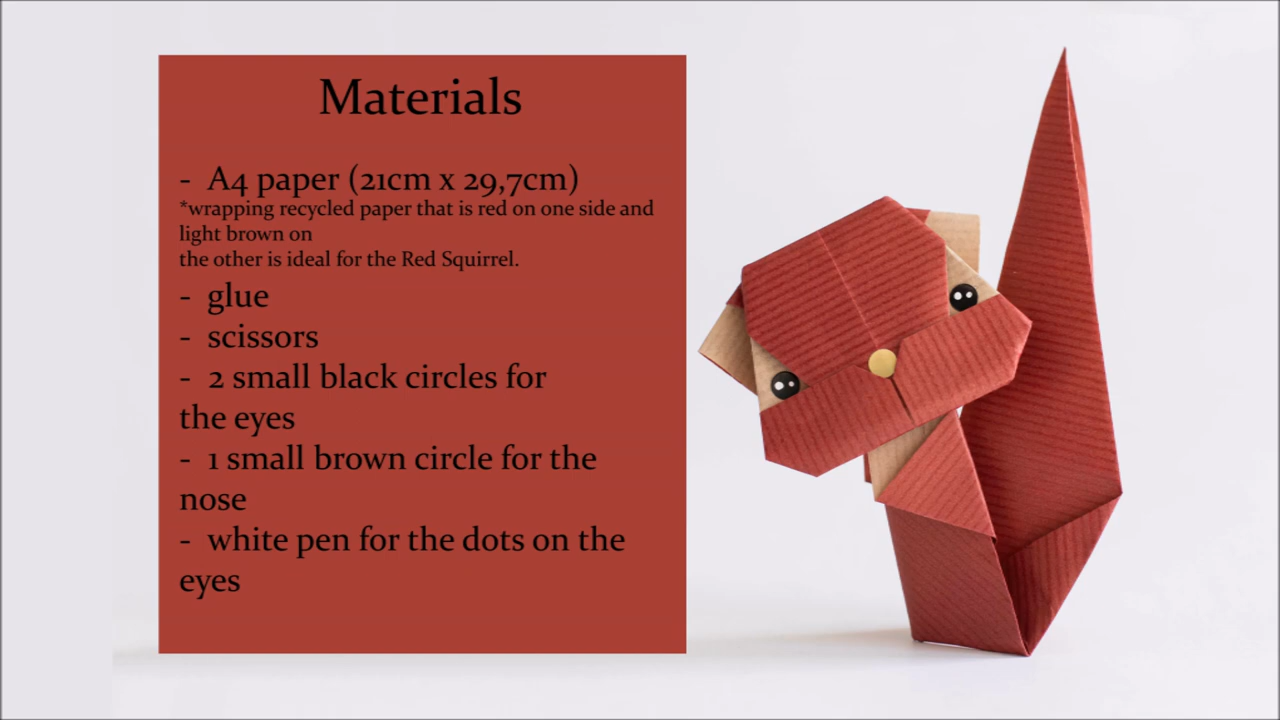 Materials
- A4 paper (21cm x 29,7cm)
*wrapping recycled paper that is red on one side and
light brown on
the other is ideal for the Red Squirrel.
- glue
- scissors
- 2 small black circles for
the eyes
- 1 small brown circle for the
nose
- white pen for the dots on the
eyes